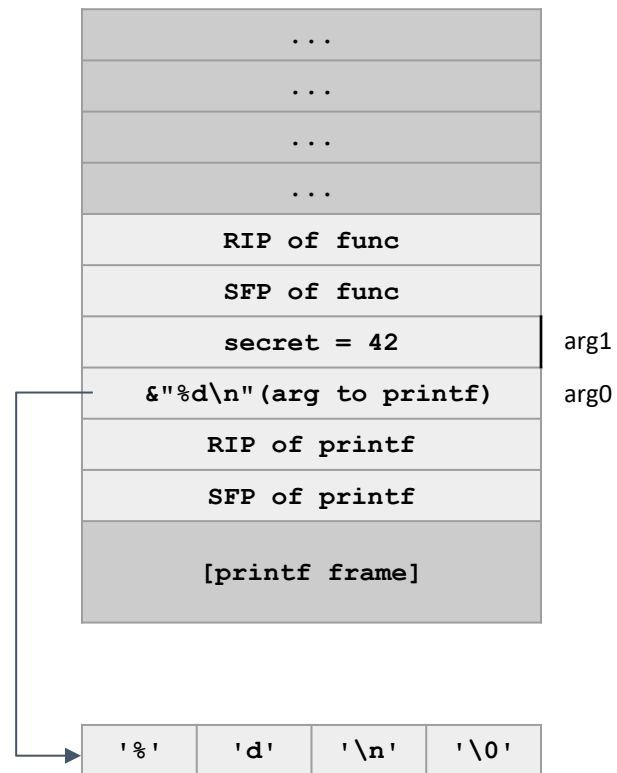 ...
...
...
...
RIP of func
SFP of func
secret = 42 arg1
&"%d\n"(arg to printf) arg0
RIP of printf
SFP of printf
[printf frame]
'%' 'd' '\n' '\0'